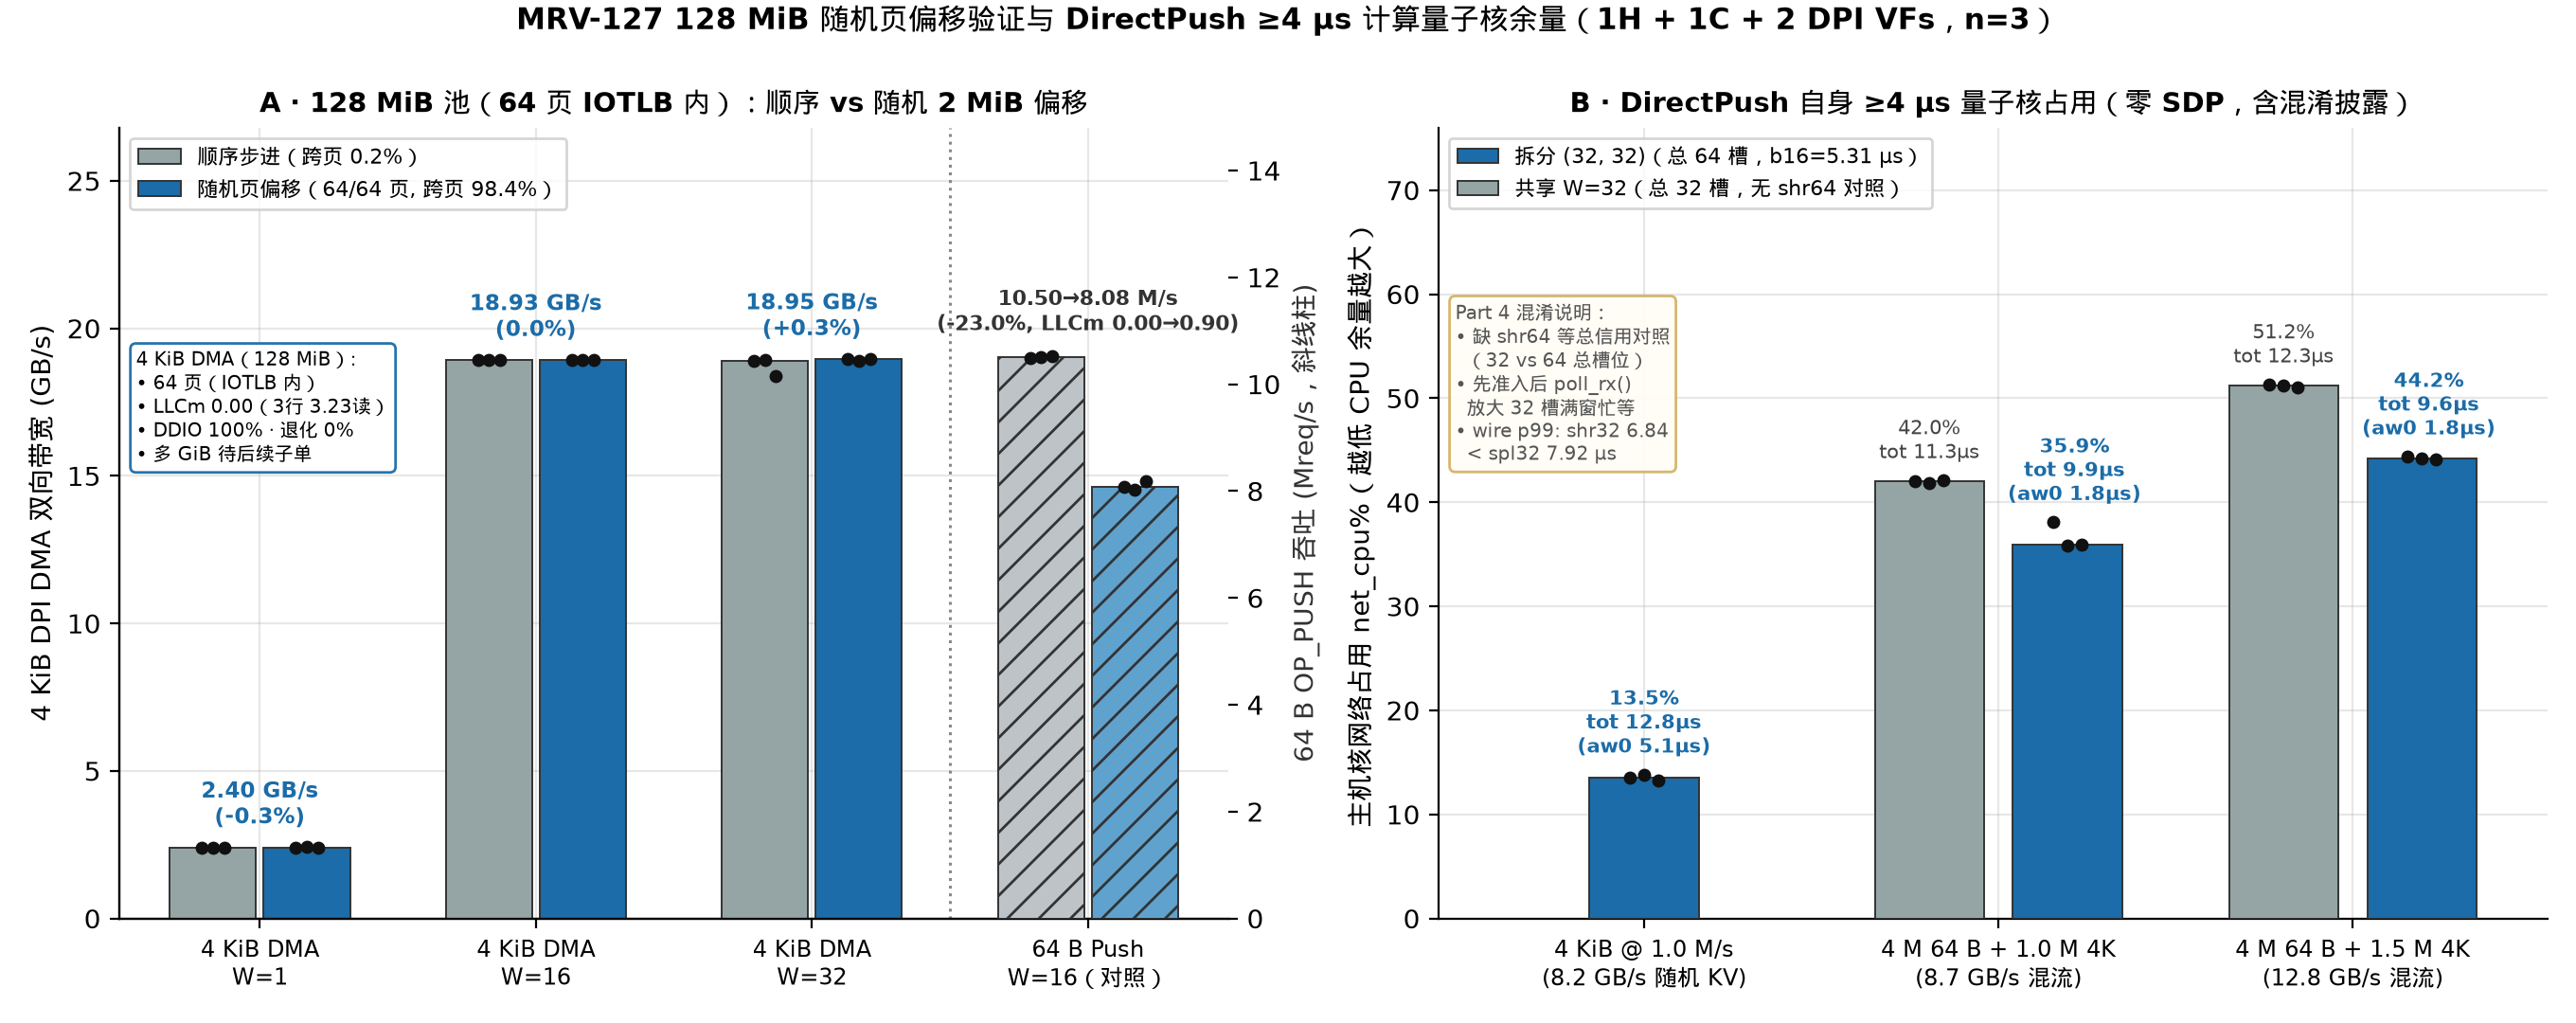 MRV-127 128 MiB 随机页偏移验证与 DirectPush ≥4 µs 计算量子核余量（1H + 1C + 2 DPI VFs，n=3）
A · 128 MiB 池（64 页 IOTLB 内）：顺序 vs 随机 2 MiB 偏移
顺序步进（跨页 0.2%）
随机页偏移（64/64 页, 跨页 98.4%）
4 KiB DPI DMA 双向带宽 (GB/s)
25
20
15
10
5
0
4 KiB DMA（128 MiB）：
• 64 页（IOTLB 内）
• LLCm 0.00（3行 3.23读）
• DDIO 100% · 退化 0%
• 多 GiB 待后续子单
2.40 GB/s
(-0.3%)
18.93 GB/s
(0.0%)
18.95 GB/s
(+0.3%)
10.50→8.08 M/s
(-23.0%, LLCm 0.00→0.90)
4 KiB DMA
W=1
4 KiB DMA
W=16
4 KiB DMA
W=32
64 B Push
W=16（对照）
14
12
10
8
6
4
2
0
64 B OP_PUSH 吞吐 (Mreq/s，斜线柱)
B · DirectPush 自身 ≥4 µs 量子核占用（零 SDP，含混淆披露）
拆分 (32, 32)（总 64 槽，b16=5.31 µs）
共享 W=32（总 32 槽，无 shr64 对照）
主机核网络占用 net_cpu%（越低 CPU 余量越大）
70
60
50
40
30
20
10
0
Part 4 混淆说明：
• 缺 shr64 等总信用对照
（32 vs 64 总槽位）
• 先准入后 poll_rx()
放大 32 槽满窗忙等
• wire p99: shr32 6.84
< spl32 7.92 µs
13.5%
tot 12.8µs
(aw0 5.1µs)
42.0%
tot 11.3µs
35.9%
tot 9.9µs
(aw0 1.8µs)
51.2%
tot 12.3µs
44.2%
tot 9.6µs
(aw0 1.8µs)
4 KiB @ 1.0 M/s
(8.2 GB/s 随机 KV)
4 M 64 B + 1.0 M 4K
(8.7 GB/s 混流)
4 M 64 B + 1.5 M 4K
(12.8 GB/s 混流)